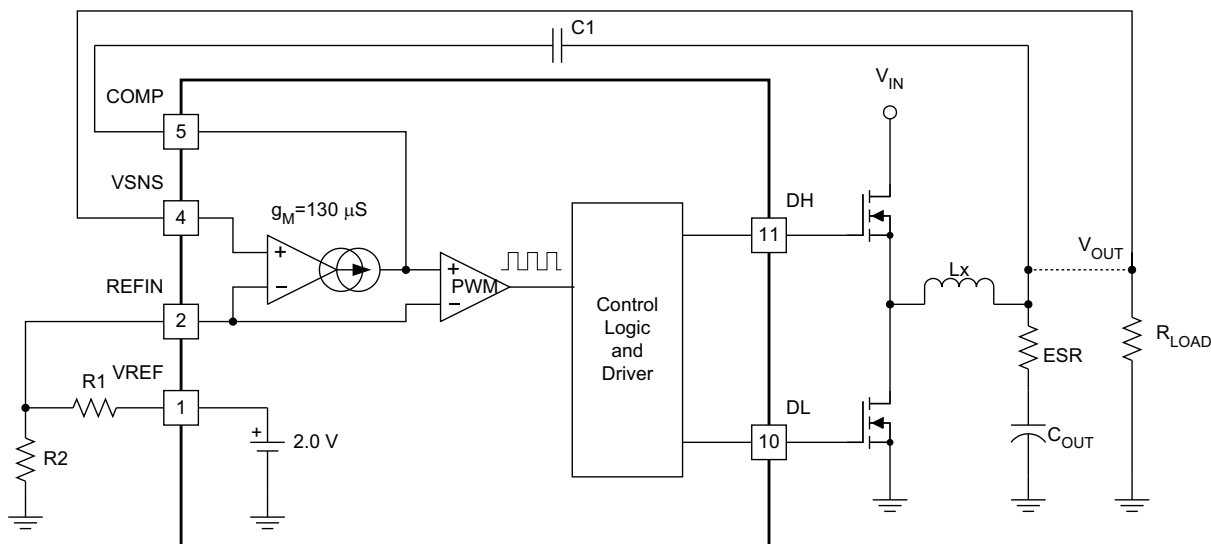 C1
COMP
5
VSNS
4
g_M=130 μS
+
−
REFIN
2
+
PWM
−
VREF
R1
1
R2
+
2.0 V
Control
Logic
and
Driver
DH
11
DL
10
V_IN
Lx
V_OUT
ESR
R_LOAD
C_OUT